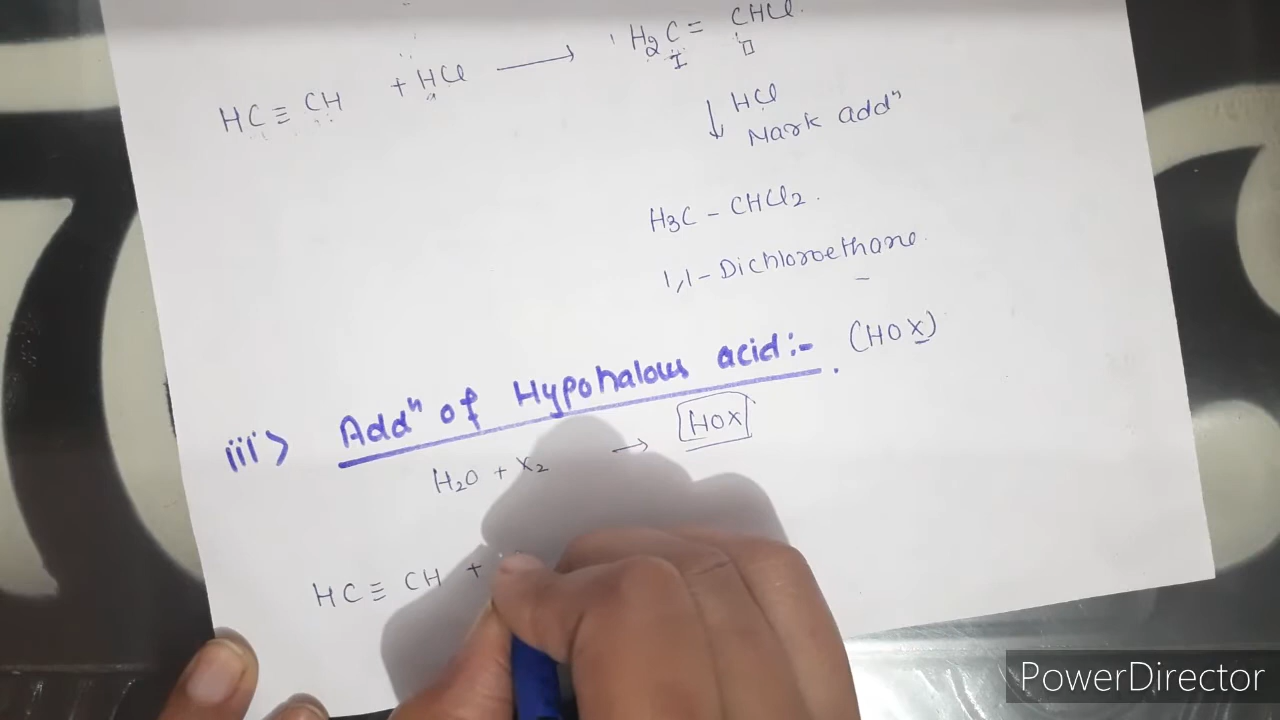 HC ≡ CH + HCl ⟶ H2C = CHCl.
I II
↓ HCl
Mark addⁿ
H3C - CHCl2.
1,1-Dichloroethane.
iii> Addⁿ of Hypohalous acid:- (HOX)
H2O + X2 → HOX
HC ≡ CH +
PowerDirector